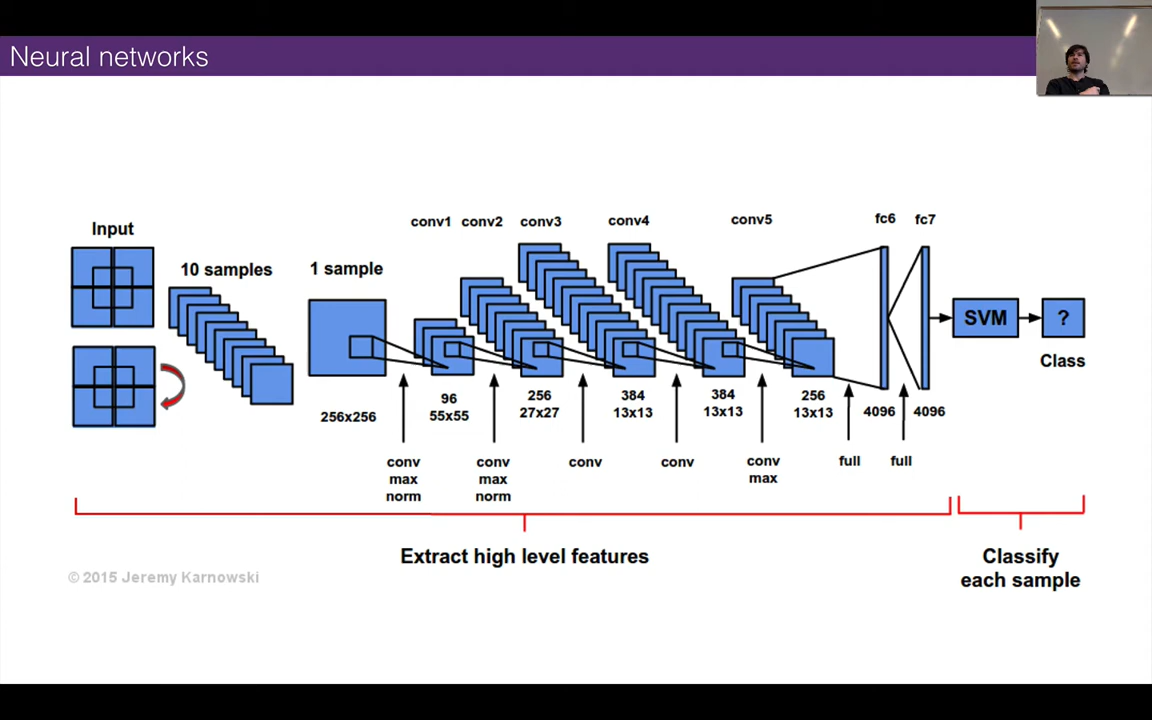 Neural networks
Input
10 samples
1 sample
conv1
conv2
conv3
conv4
conv5
fc6
fc7
256x256
96
55x55
256
27x27
384
13x13
384
13x13
256
13x13
4096
4096
SVM
?
Class
conv
max
norm
conv
max
norm
conv
conv
conv
max
full
full
Extract high level features
Classify
each sample
© 2015 Jeremy Karnowski